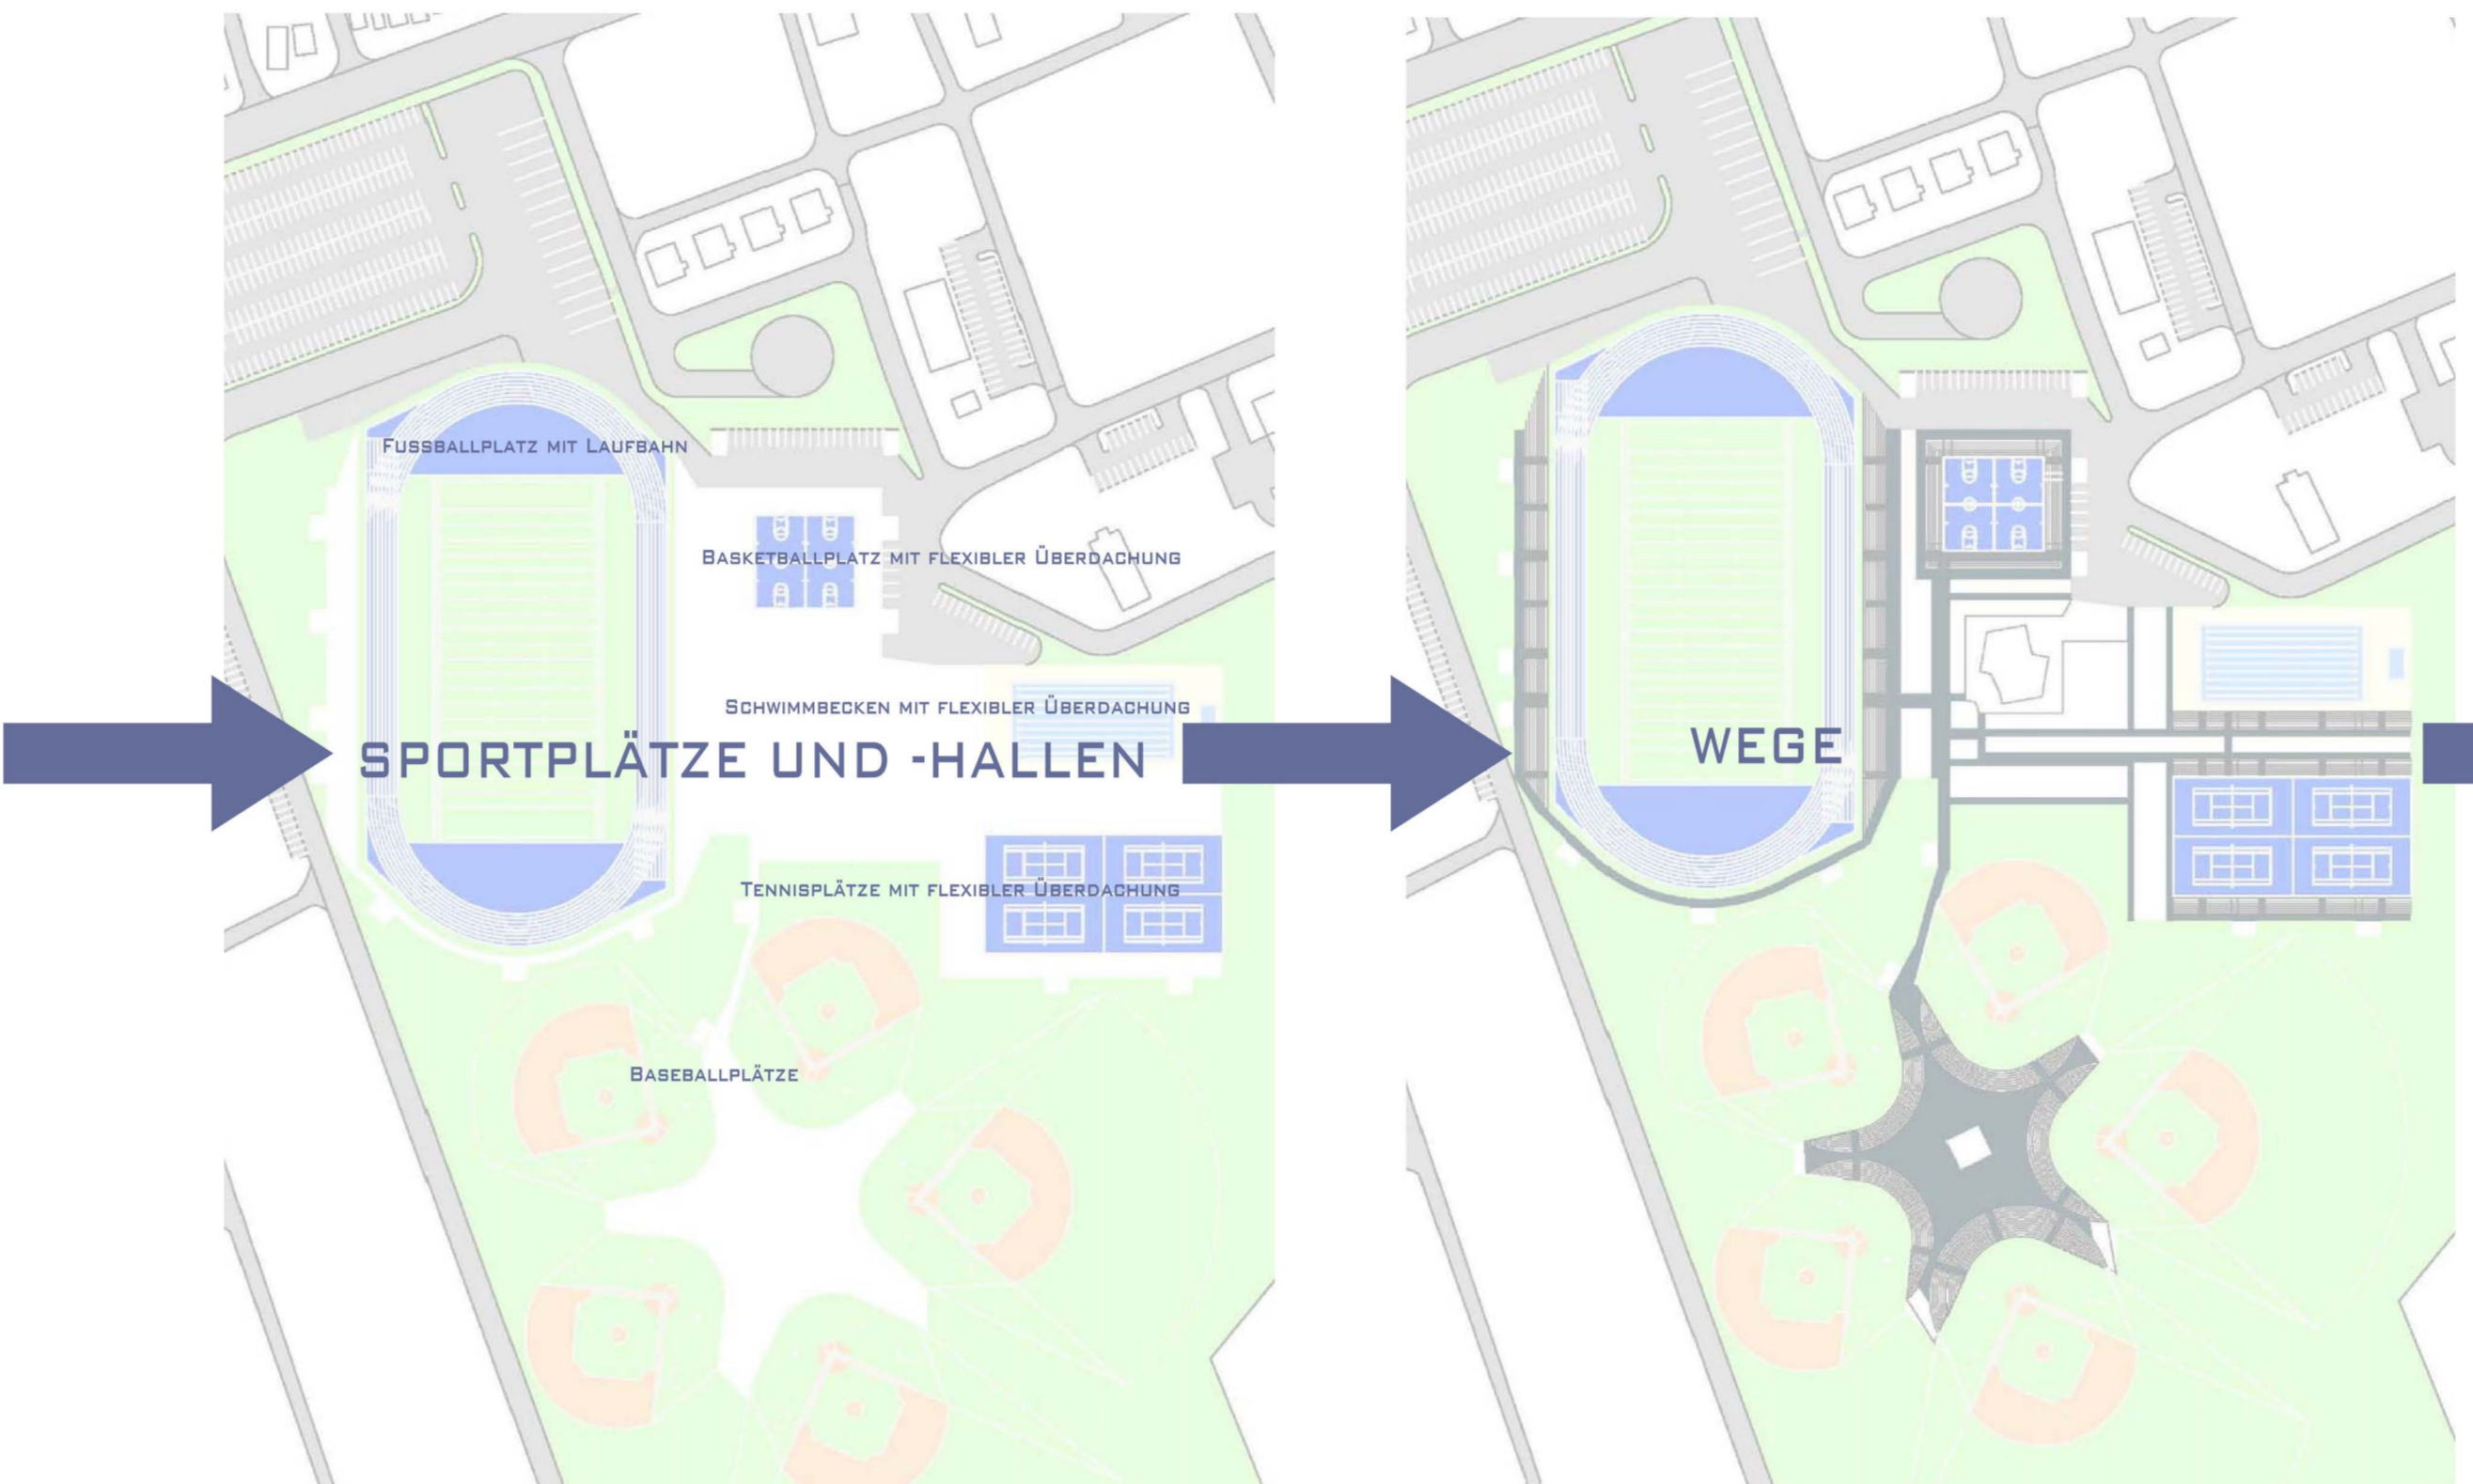 Fussballplatz mit Laufbahn
Basketballplatz mit flexibler Überdachung
Schwimmbecken mit flexibler Überdachung
SPORTPLÄTZE UND -HALLEN
Tennisplätze mit flexibler Überdachung
Baseballplätze
WEGE